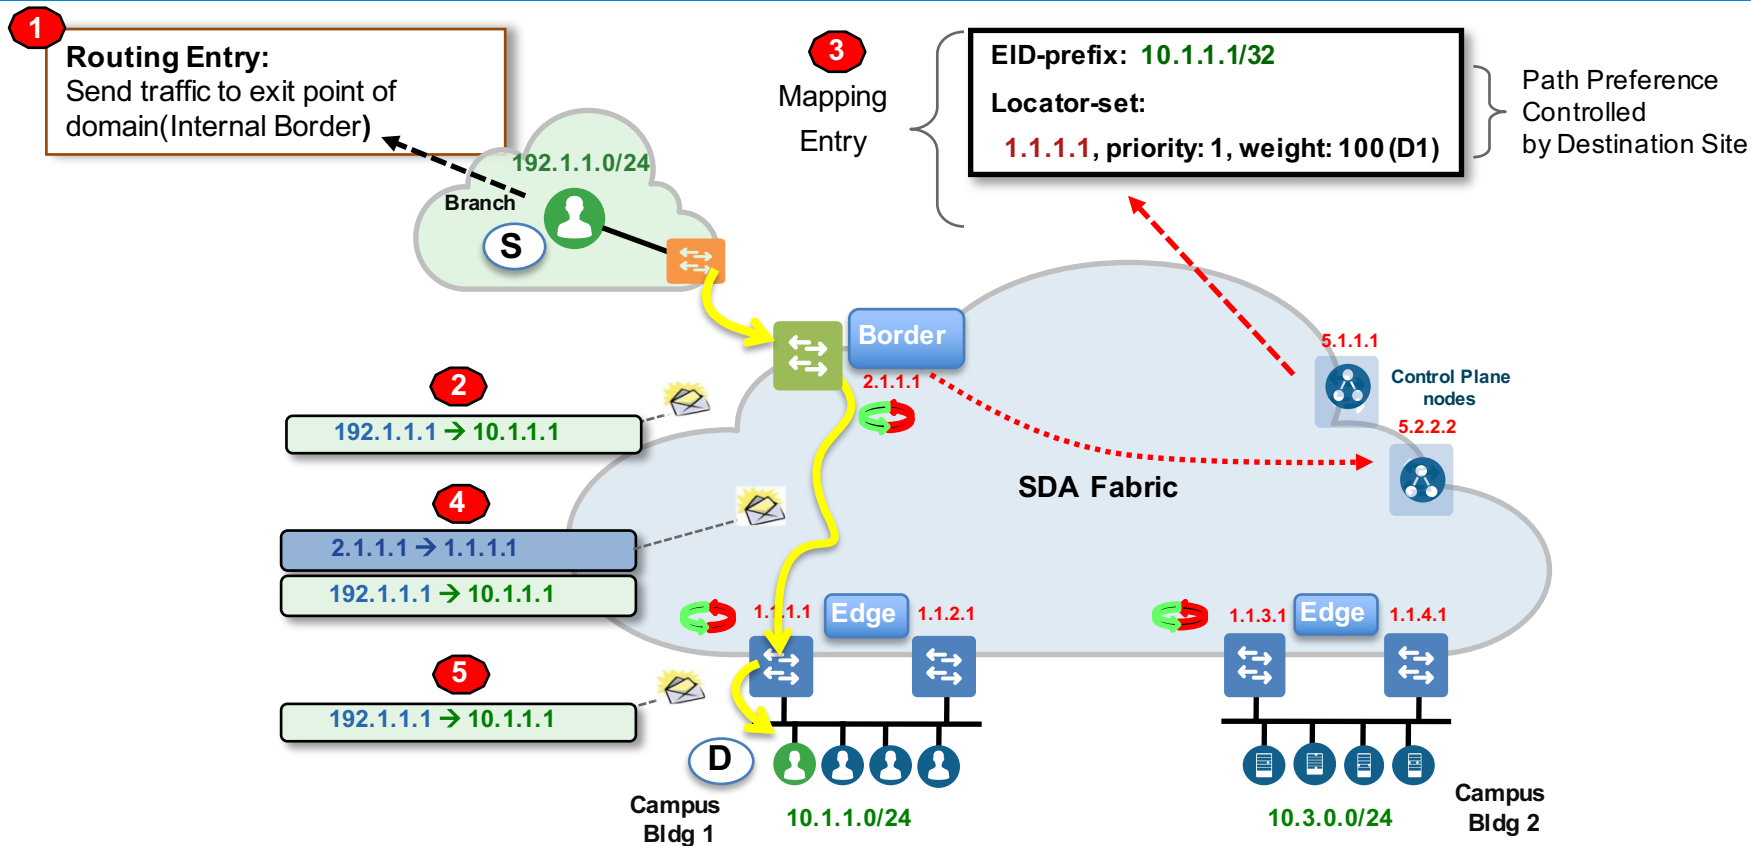 1
Routing Entry:
Send traffic to exit point of
domain(Internal Border)
3
Mapping
Entry
EID-prefix: 10.1.1.1/32
Locator-set:
1.1.1.1, priority: 1, weight: 100 (D1)
Path Preference
Controlled
by Destination Site
192.1.1.0/24
Branch
S
Border
2.1.1.1
5.1.1.1
Control Plane
nodes
5.2.2.2
2
192.1.1.1 → 10.1.1.1
SDA Fabric
4
2.1.1.1 → 1.1.1.1
192.1.1.1 → 10.1.1.1
1.1.1.1
Edge
1.1.2.1
1.1.3.1
Edge
1.1.4.1
5
192.1.1.1 → 10.1.1.1
D
Campus
Bldg 1
10.1.1.0/24
10.3.0.0/24
Campus
Bldg 2